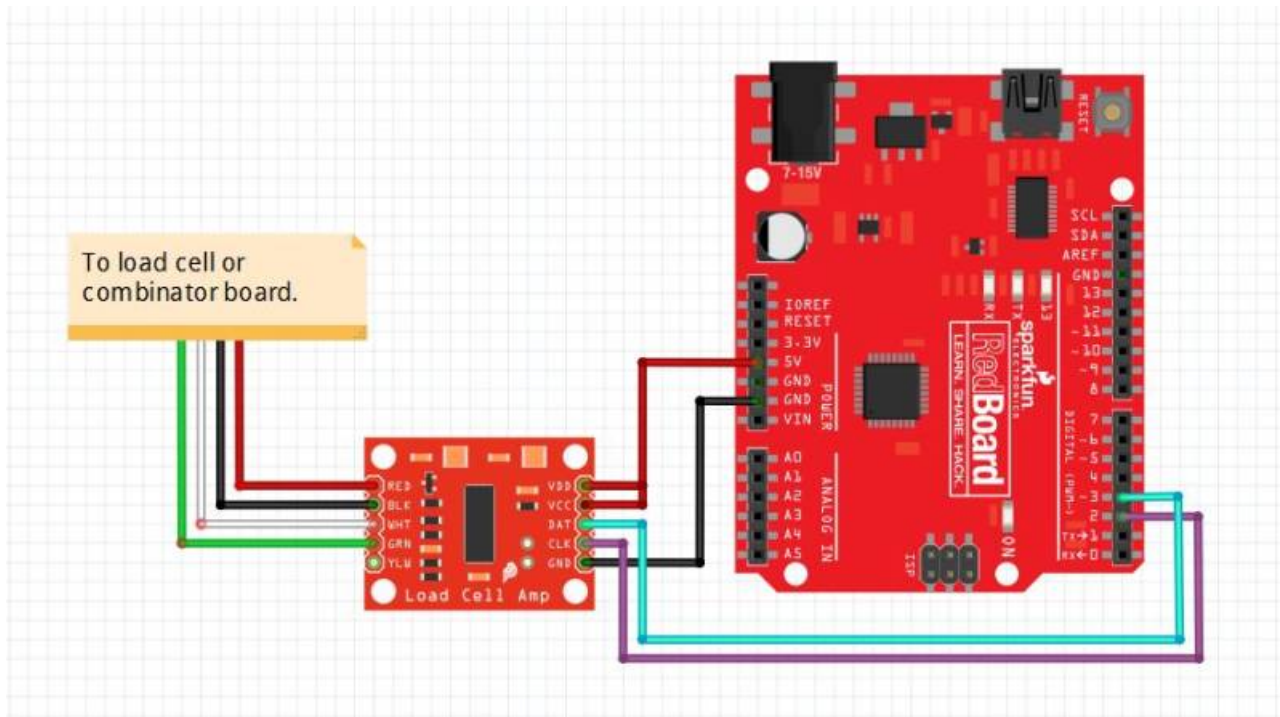 To load cell or
combinator board.
RED
BLK
WHT
GRN
YLW
VDD
VCC
DAT
CLK
GND
Load Cell Amp
7-15V
RESET
IOREF
RESET
3.3V
5V
GND
GND
VIN
POWER
A0
A1
A2
A3
A4
A5
ANALOG IN
SCL
SDA
AREF
GND
13
12
~11
~10
~9
8
7
~6
~5
4
~3
2
TX→1
RX←0
DIGITAL (PWM~)
RX
TX
13
sparkfun
ELECTRONICS
RedBoard
LEARN. SHARE. HACK.
ON
ISP